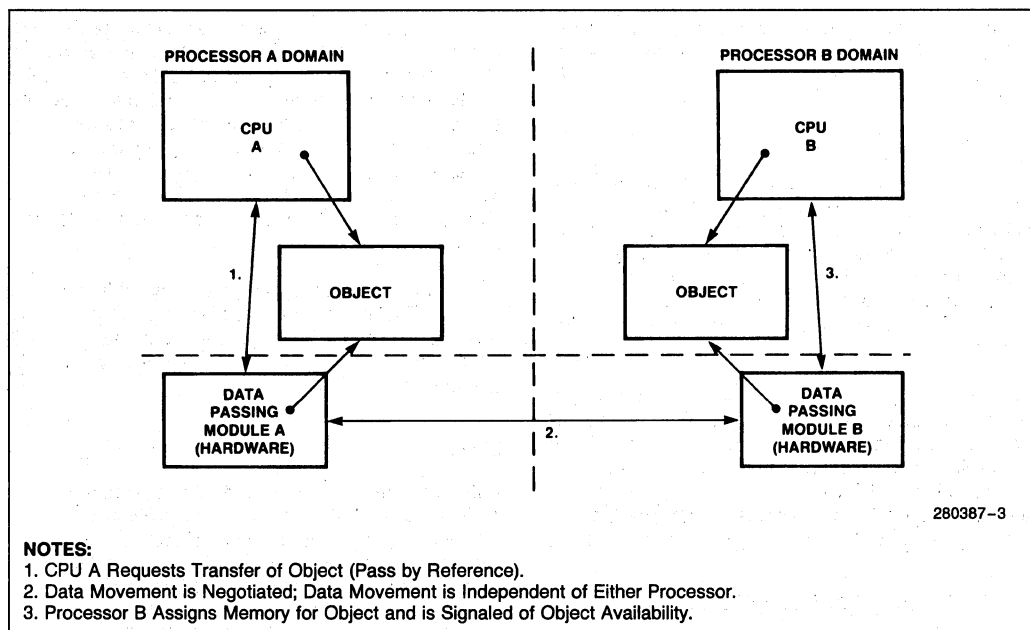 PROCESSOR A DOMAIN
PROCESSOR B DOMAIN
CPU
A
CPU
B
1.
OBJECT
OBJECT
3.
DATA
PASSING
MODULE A
(HARDWARE)
2.
DATA
PASSING
MODULE B
(HARDWARE)
280387–3
NOTES:
1. CPU A Requests Transfer of Object (Pass by Reference).
2. Data Movement is Negotiated; Data Movement is Independent of Either Processor.
3. Processor B Assigns Memory for Object and is Signaled of Object Availability.